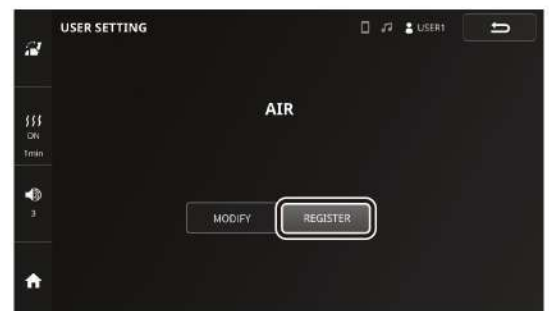 USER SETTING
USER1
ON
1min
3
AIR
MODIFY
REGISTER